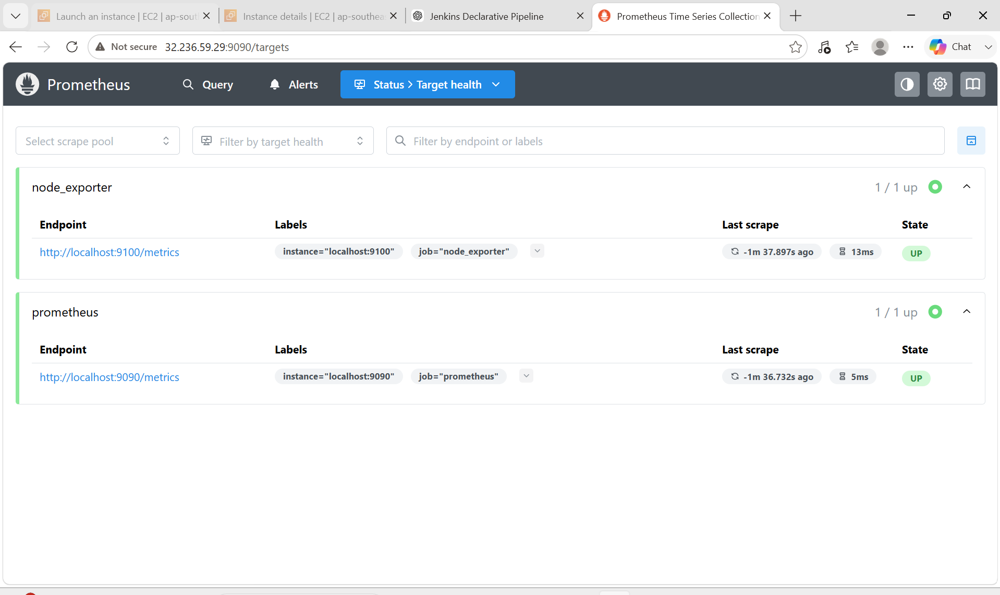 Launch an instance | EC2 | ap-sout
Instance details | EC2 | ap-southea
Jenkins Declarative Pipeline
Prometheus Time Series Collection
Not secure 32.236.59.29:9090/targets
Chat
Prometheus
Query
Alerts
Status > Target health
Select scrape pool
Filter by target health
Filter by endpoint or labels
node_exporter
1 / 1 up
Endpoint Labels Last scrape State
http://localhost:9100/metrics instance="localhost:9100" job="node_exporter" -1m 37.897s ago 13ms UP
prometheus
1 / 1 up
Endpoint Labels Last scrape State
http://localhost:9090/metrics instance="localhost:9090" job="prometheus" -1m 36.732s ago 5ms UP